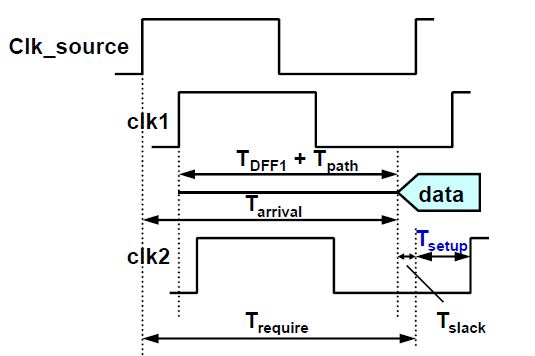 Clk_source
clk1
TDFF1 + Tpath
data
Tarrival
Tsetup
clk2
Trequire
Tslack